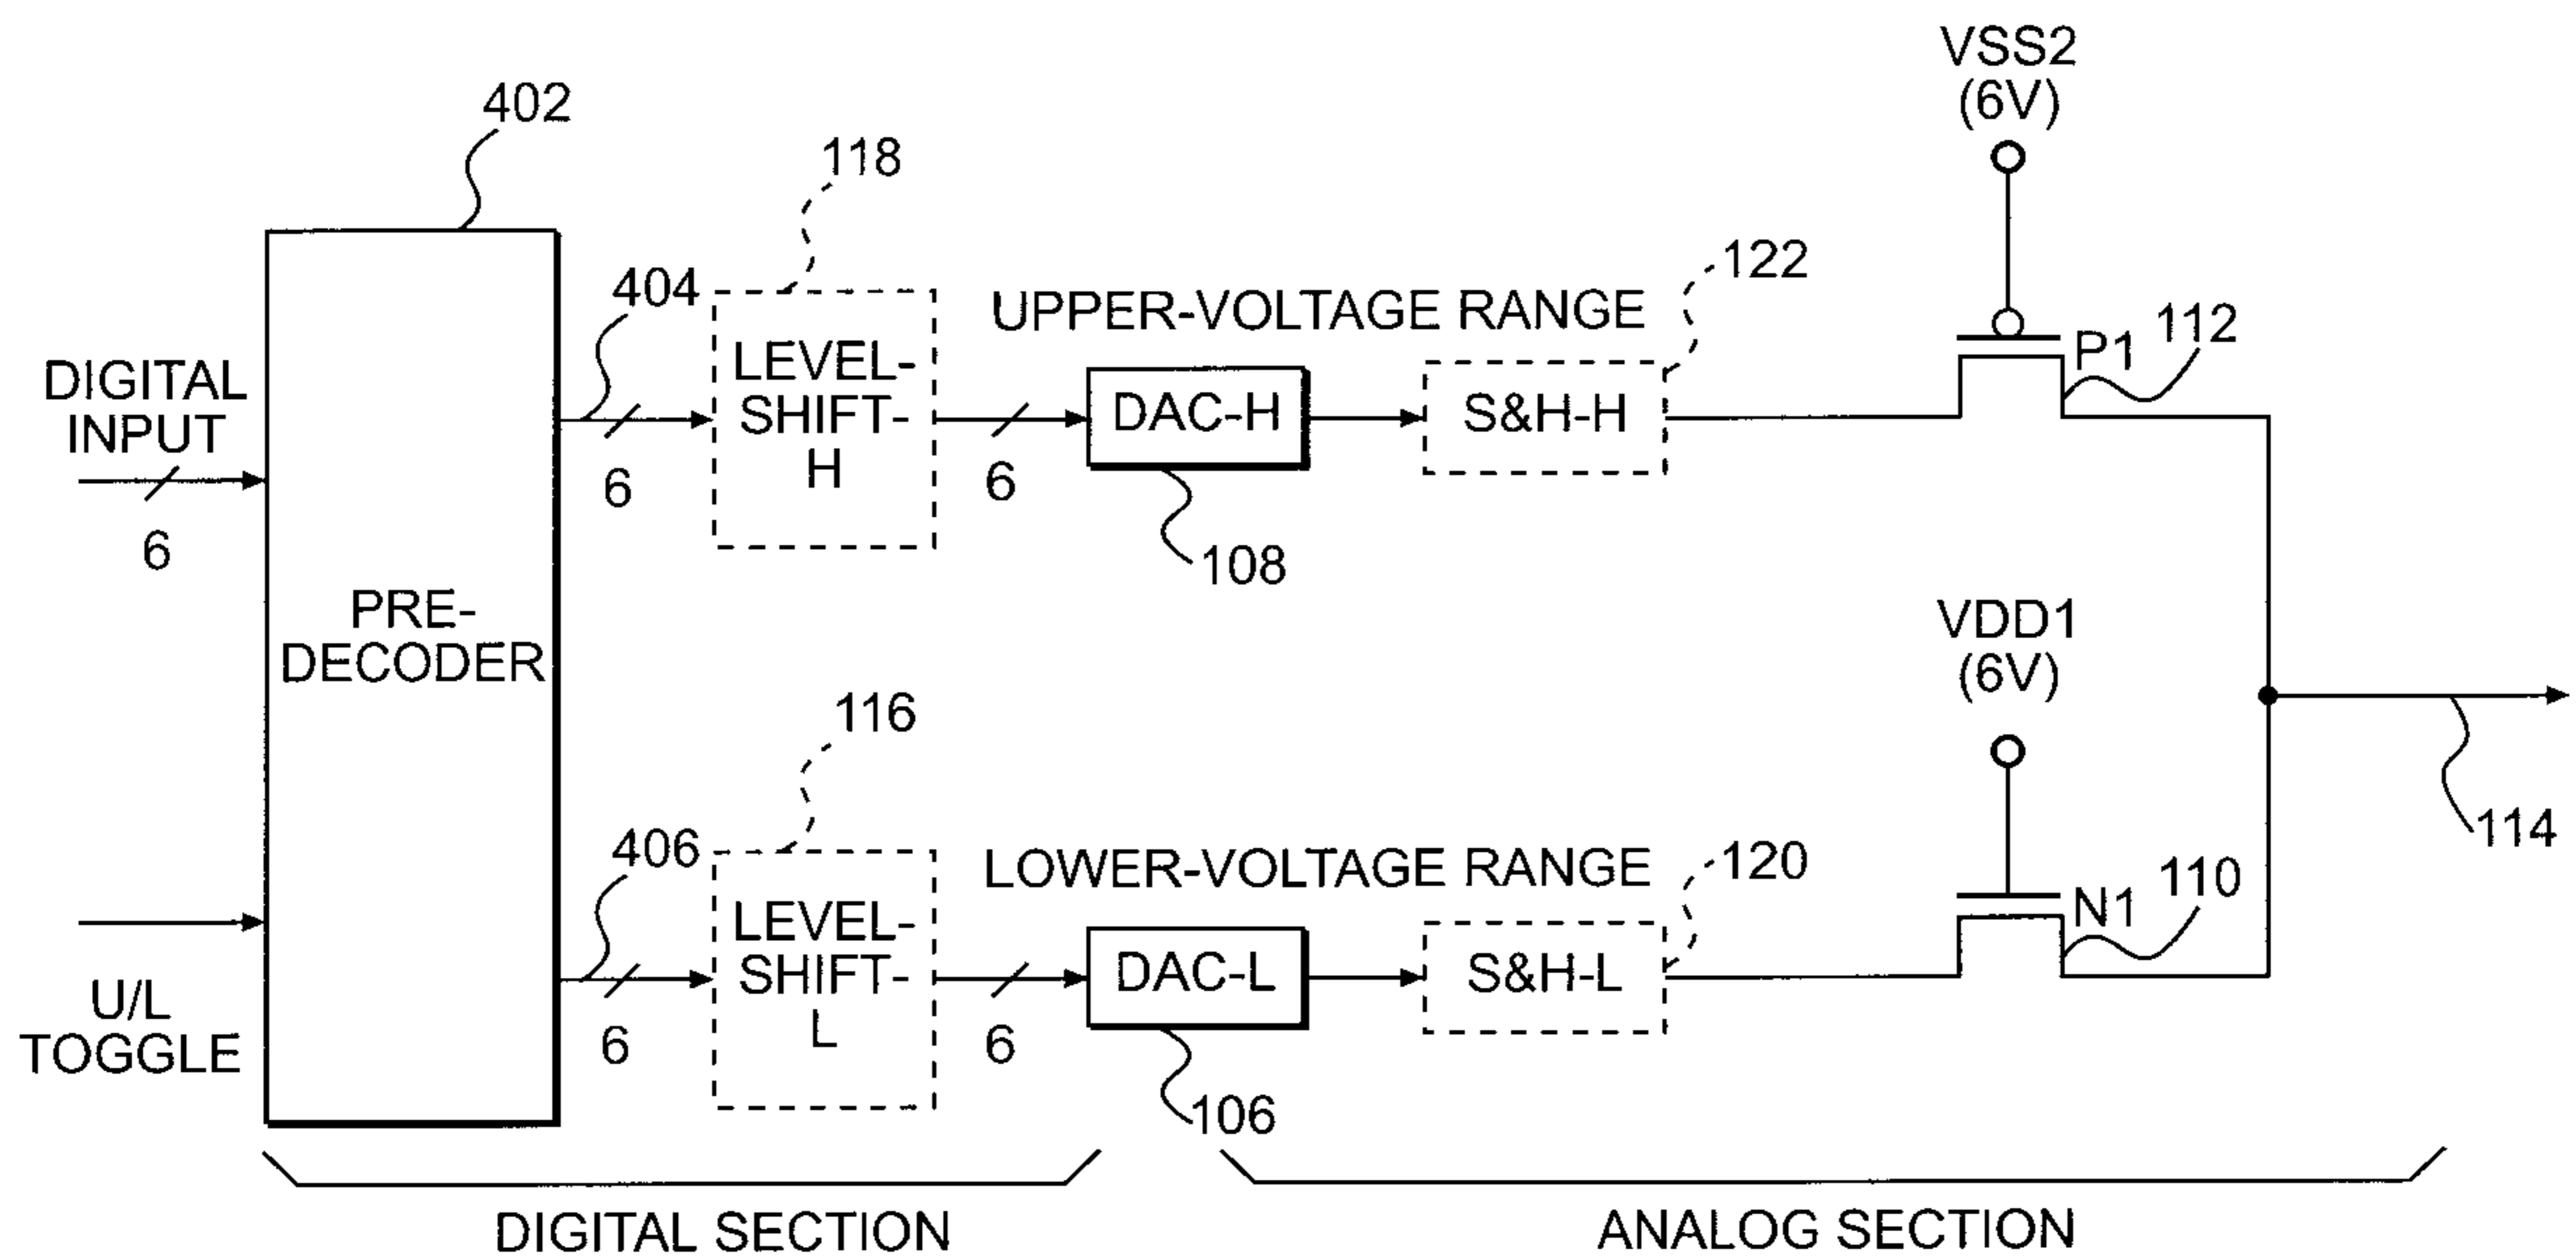 VSS2
(6V)
402
118
404
UPPER-VOLTAGE RANGE
122
DIGITAL
INPUT
6
LEVEL-
SHIFT-
H
6
6
DAC-H
108
S&H-H
P1
112
PRE-
DECODER
VDD1
(6V)
116
406
LOWER-VOLTAGE RANGE
120
114
U/L
TOGGLE
LEVEL-
SHIFT-
L
6
6
DAC-L
106
S&H-L
N1
110
DIGITAL SECTION
ANALOG SECTION